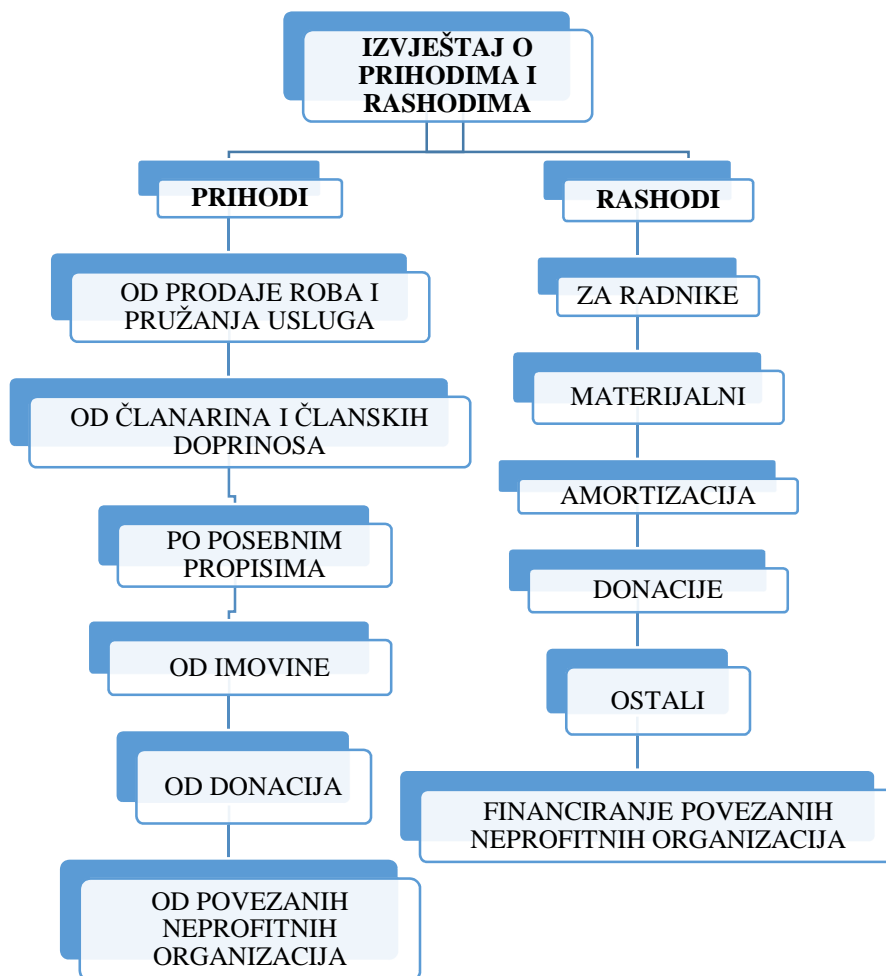 IZVJEŠTAJ O
PRIHODIMA I
RASHODIMA
PRIHODI
OD PRODAJE ROBA I
PRUŽANJA USLUGA
OD ČLANARINA I ČLANSKIH
DOPRINOSA
PO POSEBNIM
PROPISIMA
OD IMOVINE
OD DONACIJA
OD POVEZANIH
NEPROFITNIH
ORGANIZACIJA
RASHODI
ZA RADNIKE
MATERIJALNI
AMORTIZACIJA
DONACIJE
OSTALI
FINANCIRANJE POVEZANIH
NEPROFITNIH ORGANIZACIJA